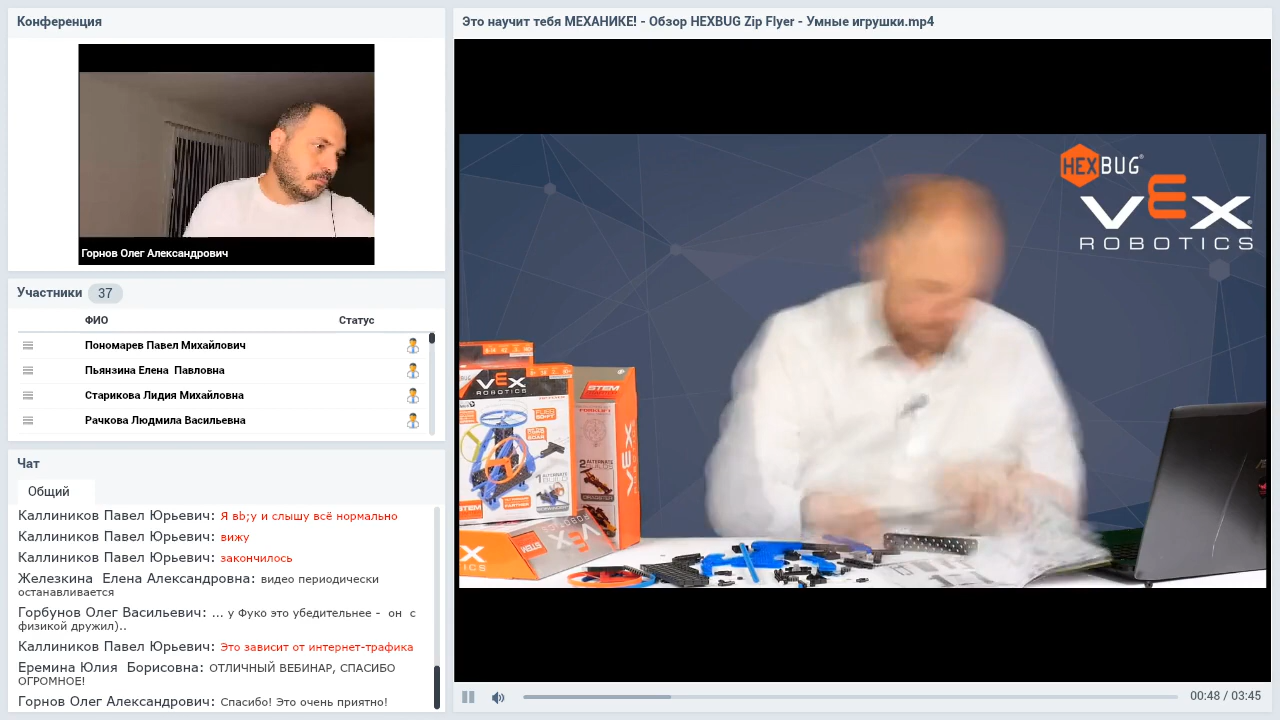 Конференция
Горнов Олег Александрович
Участники 37
ФИО Статус
Пономарев Павел Михайлович
Пьянзина Елена Павловна
Старикова Лидия Михайловна
Рачкова Людмила Васильевна
Чат
Общий
Каллиников Павел Юрьевич: Я вb;у и слышу всё нормально
Каллиников Павел Юрьевич: вижу
Каллиников Павел Юрьевич: закончилось
Железкина Елена Александровна: видео периодически
останавливается
Горбунов Олег Васильевич: ... у Фуко это убедительнее - он с
физикой дружил)..
Каллиников Павел Юрьевич: Это зависит от интернет-трафика
Еремина Юлия Борисовна: ОТЛИЧНЫЙ ВЕБИНАР, СПАСИБО
ОГРОМНОЕ!
Горнов Олег Александрович: Спасибо! Это очень приятно!
Это научит тебя МЕХАНИКЕ! - Обзор HEXBUG Zip Flyer - Умные игрушки.mp4
HEXBUG
VEX
ROBOTICS
VEX
ROBOTICS
STEM
VEX
00:48 / 03:45